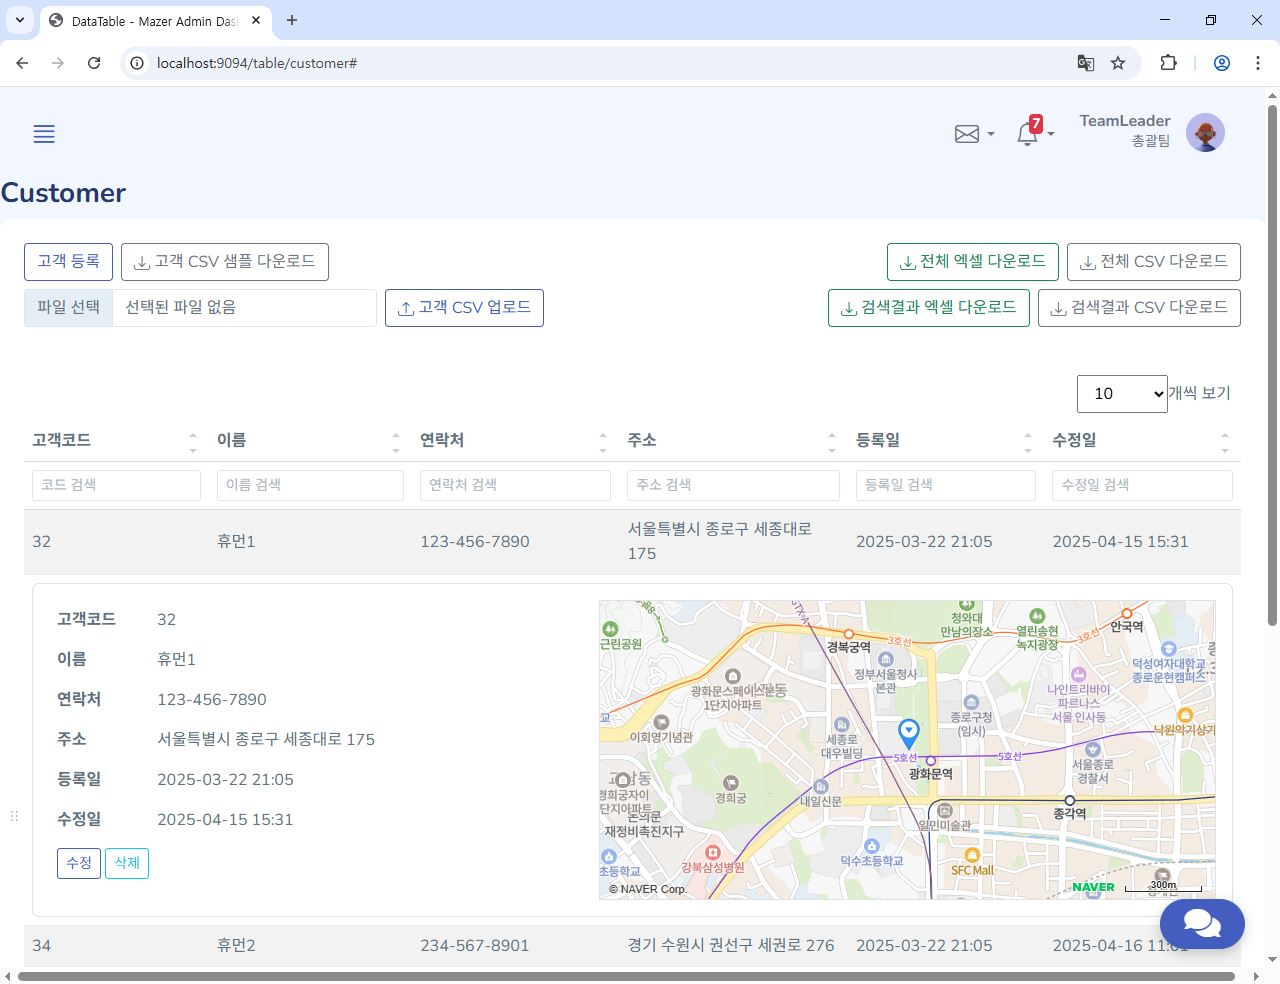 DataTable - Mazer Admin Das
localhost:9094/table/customer#
7
TeamLeader
총괄팀
Customer
고객 등록
고객 CSV 샘플 다운로드
전체 엑셀 다운로드
전체 CSV 다운로드
파일 선택
선택된 파일 없음
고객 CSV 업로드
검색결과 엑셀 다운로드
검색결과 CSV 다운로드
10
개씩 보기
고객코드 이름 연락처 주소 등록일 수정일
코드 검색 이름 검색 연락처 검색 주소 검색 등록일 검색 수정일 검색
32 휴먼1 123-456-7890 서울특별시 종로구 세종대로 175 2025-03-22 21:05 2025-04-15 15:31
고객코드 32
이름 휴먼1
연락처 123-456-7890
주소 서울특별시 종로구 세종대로 175
등록일 2025-03-22 21:05
수정일 2025-04-15 15:31
수정 삭제
GTX-A
청와대
만남의장소
열린송현
녹지광장
안국역
3호선
3호선
근린공원
경복궁역
정부서울청사
본관
덕성여자대학교
종로운현캠퍼스
광화문스페이스본
1단지아파트
나인트리바이
파르나스
서울 인사동
종로구청
(임시)
낙원악기상가
이회영기념관
세종로
대우빌딩
5호선
5호선
광화문역
서울종로
경찰서
경희궁자이
단지아파트
경희궁
내일신문
종각역
일민미술관
돈의문
재정비촉진지구
강북삼성병원
덕수초등학교
초등학교
SFC Mall
© NAVER Corp.
NAVER
300m
34 휴먼2 234-567-8901 경기 수원시 권선구 세권로 276 2025-03-22 21:05 2025-04-16 11: